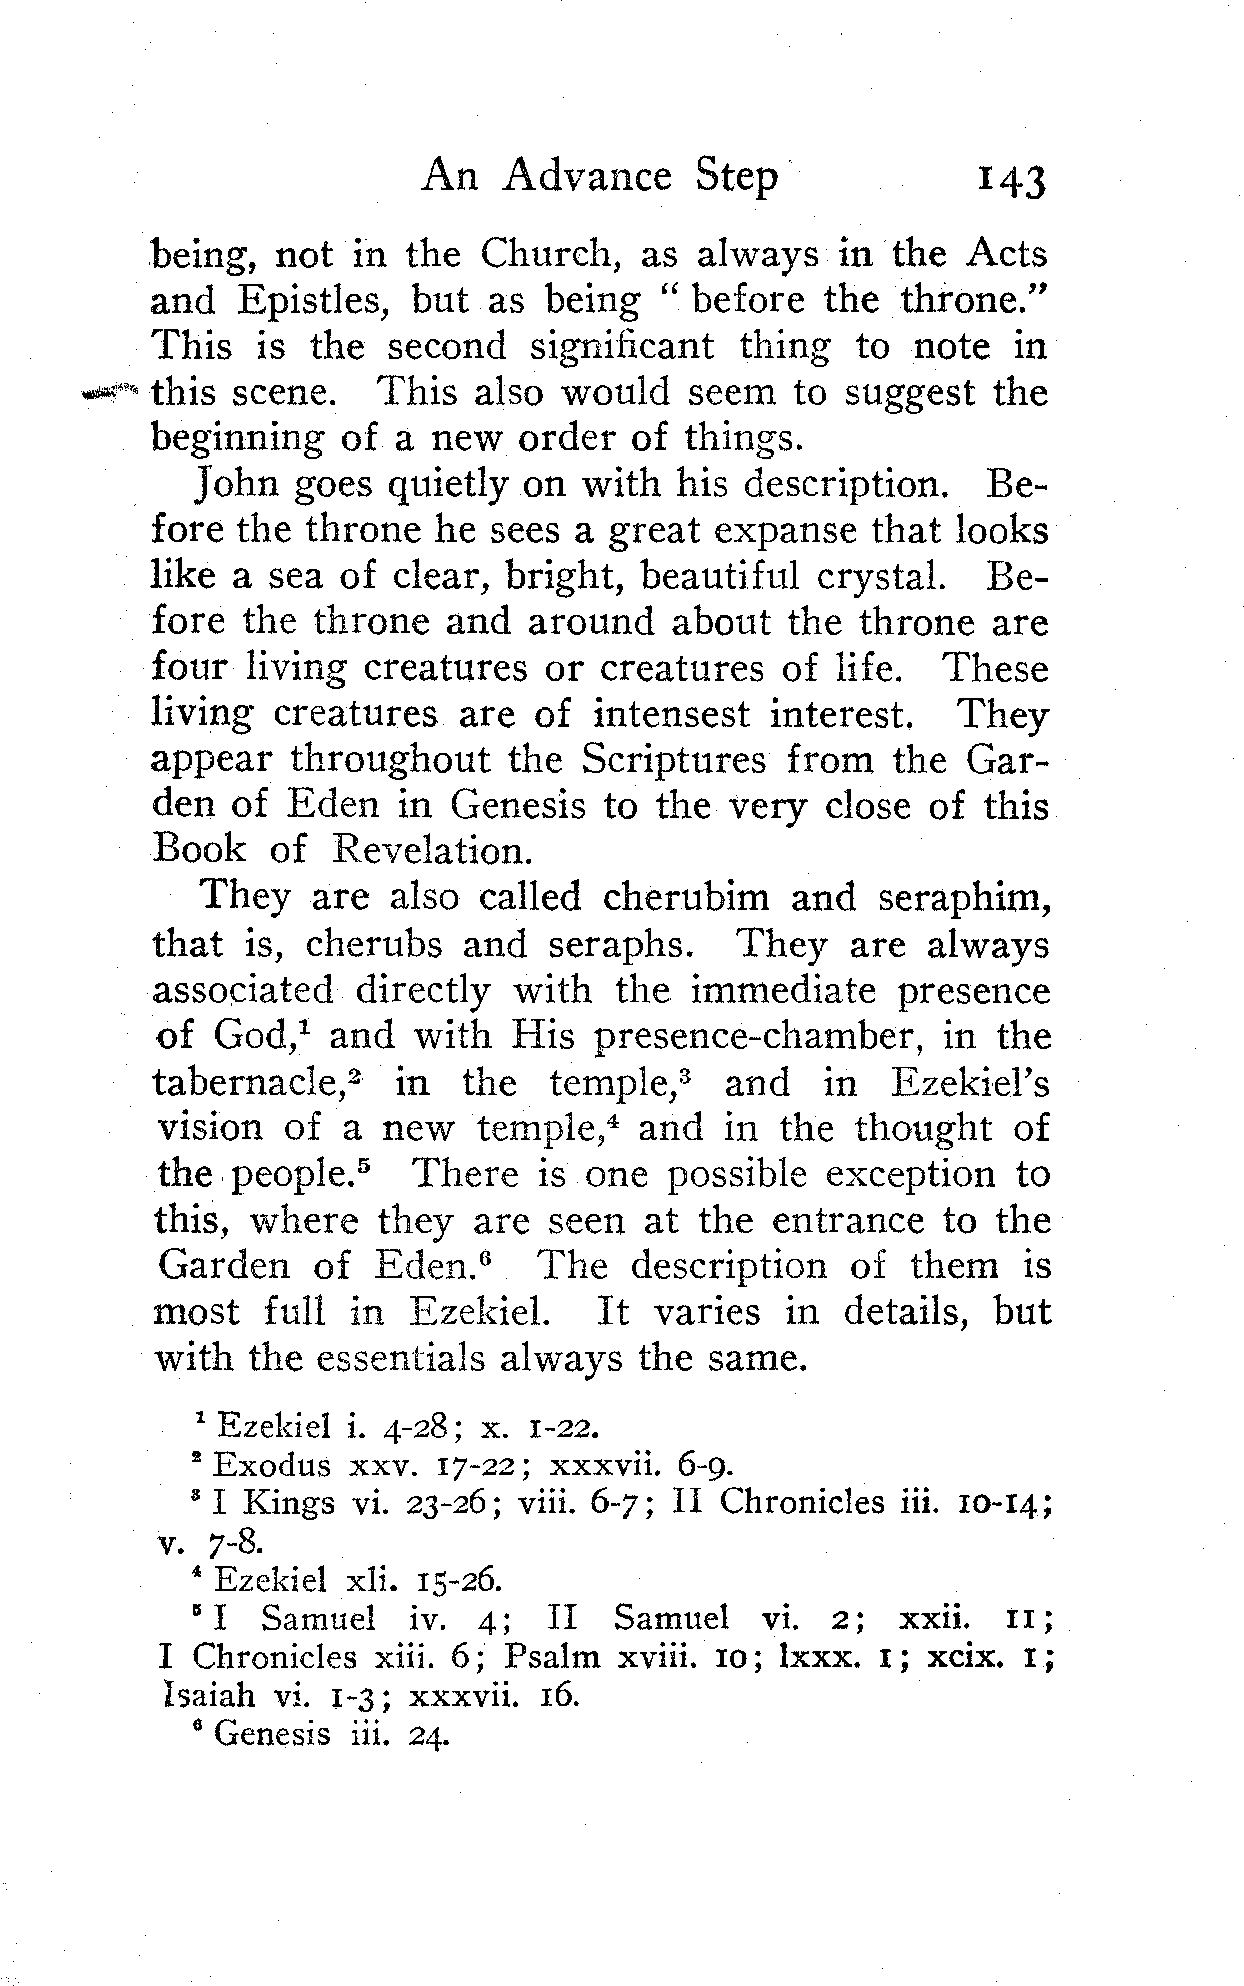 An Advance Step 143
being, not in the Church, as always in the Acts
and Epistles, but as being " before the throne."
This is the second significant thing to note in
this scene. This also would seem to suggest the
beginning of a new order of things.
John goes quietly on with his description. Be-
fore the throne he sees a great expanse that looks
like a sea of clear, bright, beautiful crystal. Be-
fore the throne and around about the throne are
four living creatures or creatures of life. These
living creatures are of intensest interest. They
appear throughout the Scriptures from the Gar-
den of Eden in Genesis to the very close of this
Book of Revelation.
They are also called cherubim and seraphim,
that is, cherubs and seraphs. They are always
associated directly with the immediate presence
of God,¹ and with His presence-chamber, in the
tabernacle,² in the temple,³ and in Ezekiel's
vision of a new temple,⁴ and in the thought of
the people.⁵ There is one possible exception to
this, where they are seen at the entrance to the
Garden of Eden.⁶ The description of them is
most full in Ezekiel. It varies in details, but
with the essentials always the same.
¹ Ezekiel i. 4-28; x. 1-22.
² Exodus xxv. 17-22; xxxvii. 6-9.
³ I Kings vi. 23-26; viii. 6-7; II Chronicles iii. 10-14;
v. 7-8.
⁴ Ezekiel xli. 15-26.
⁵ I Samuel iv. 4; II Samuel vi. 2; xxii. 11;
I Chronicles xiii. 6; Psalm xviii. 10; lxxx. 1; xcix. 1;
Isaiah vi. 1-3; xxxvii. 16.
⁶ Genesis iii. 24.